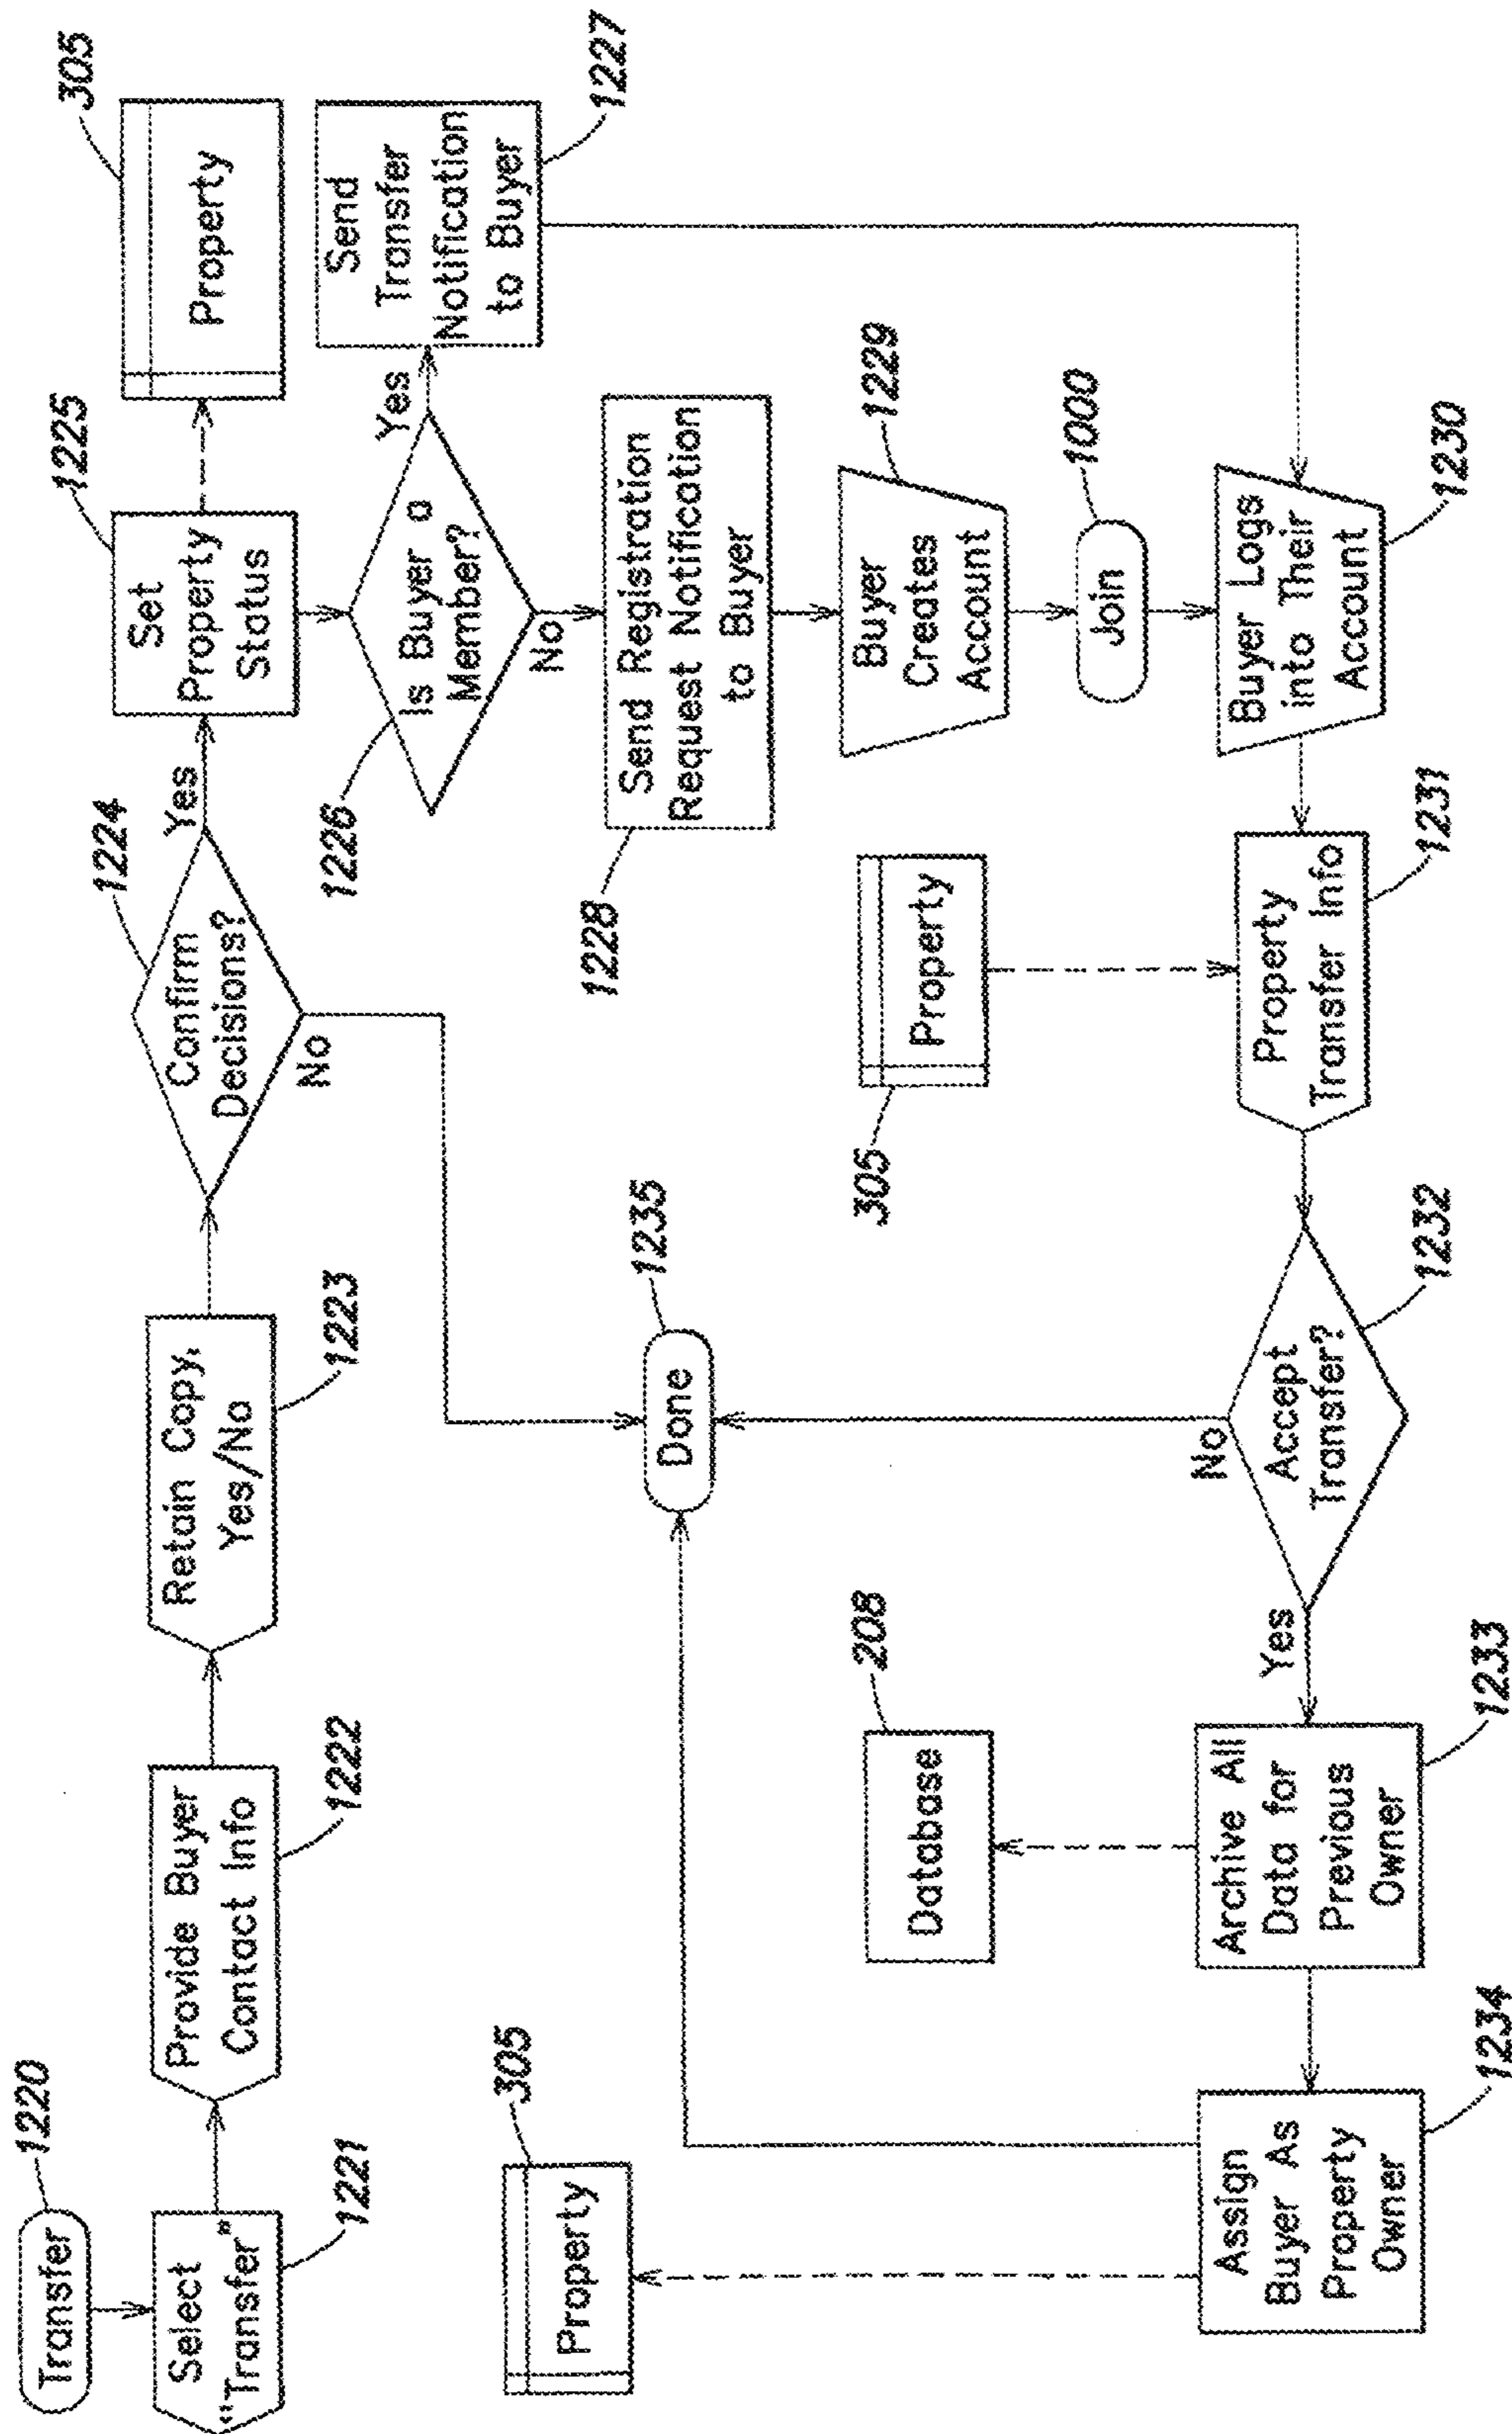 Transfer
1220
Select
"Transfer"
1221
Provide Buyer
Contact Info
1222
Retain Copy,
Yes/No
1223
Confirm
Decisions?
1224
Yes
No
Set
Property
Status
1225
Property
305
Is Buyer a
Member?
1226
Yes
No
Send
Transfer
Notification
to Buyer
1227
Send Registration
Request Notification
to Buyer
1228
Buyer
Creates
Account
1229
Join
1000
Buyer Logs
into Their
Account
1230
Property
305
Property
Transfer Info
1231
Accept
Transfer?
1232
No
Yes
Done
1235
Database
208
Archive All
Data for
Previous
Owner
1233
Assign
Buyer As
Property
Owner
1234
Property
305